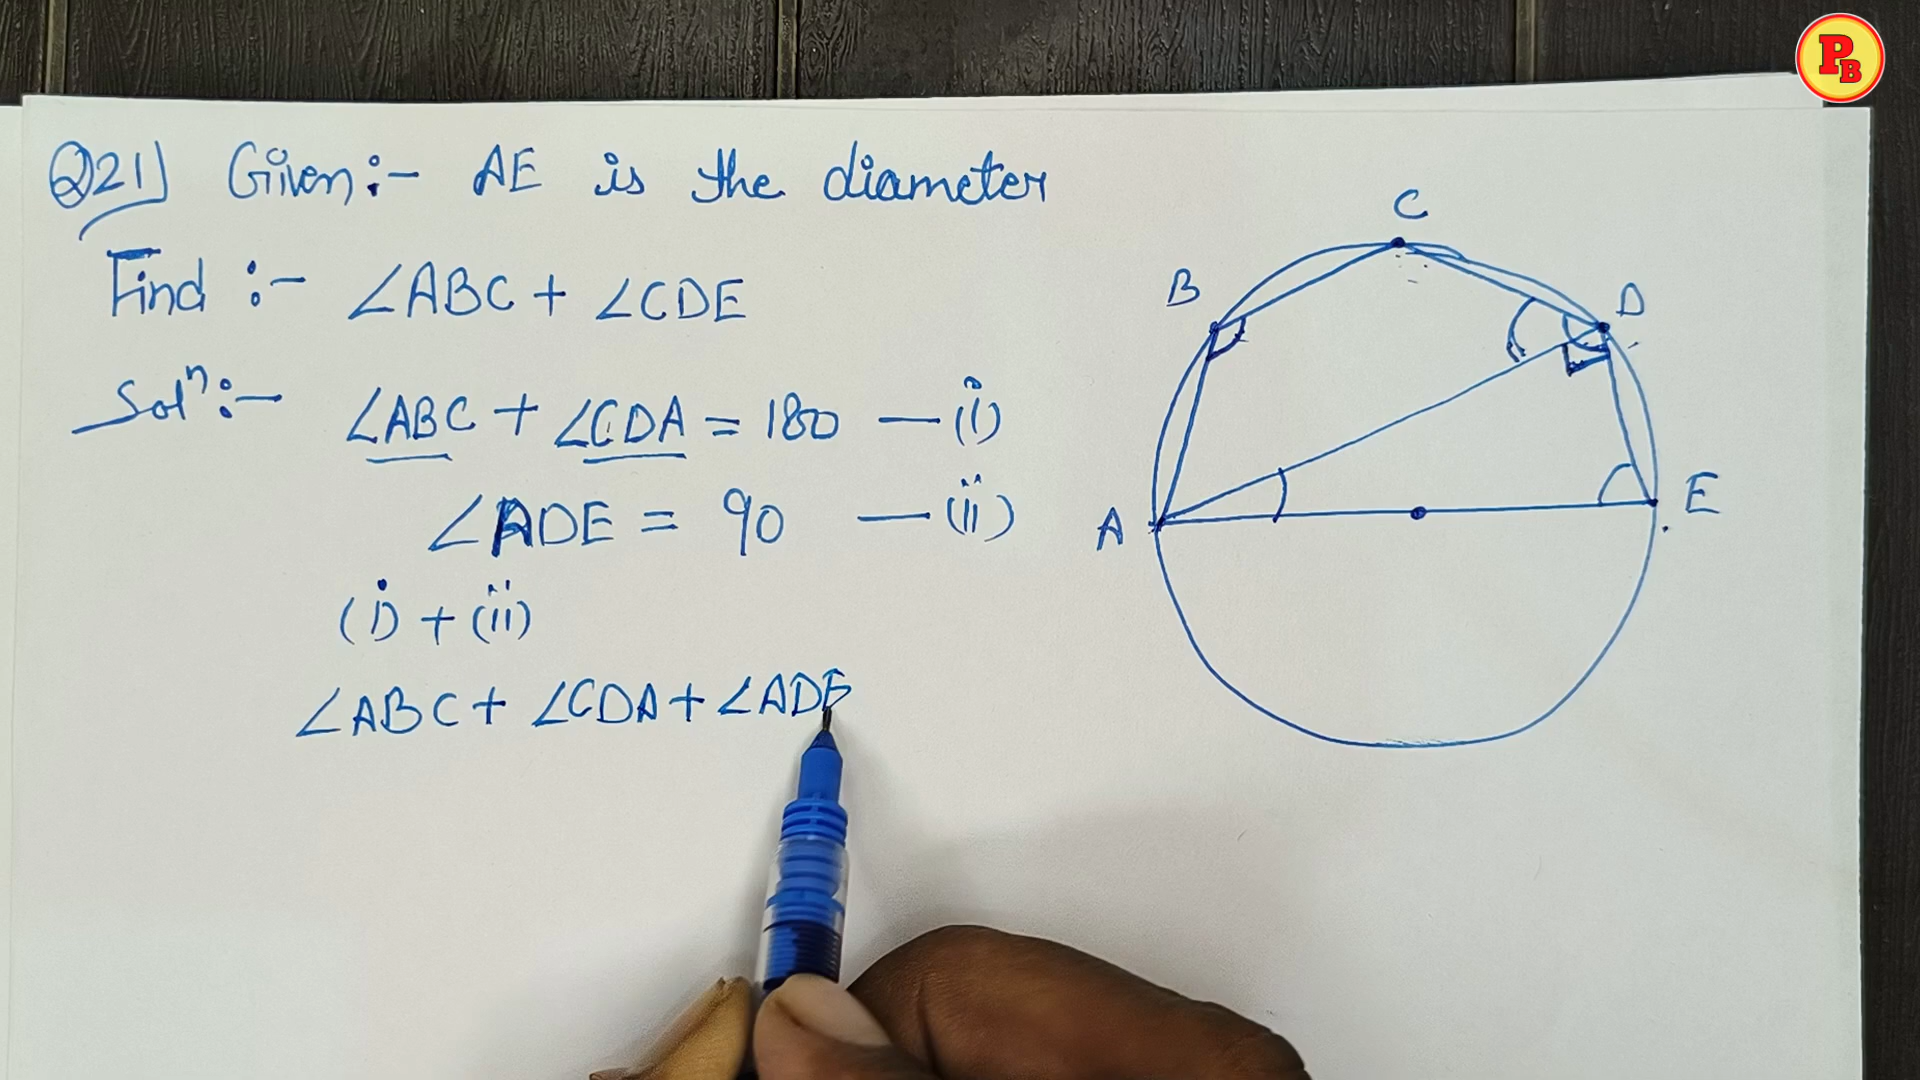 Q21) Given:- AE is the diameter
Find :- ∠ABC + ∠CDE
Solⁿ:- ∠ABC + ∠CDA = 180 — (i)
∠ADE = 90 — (ii)
(i) + (ii)
∠ABC + ∠CDA + ∠ADE
C
B
D
A
E
PB